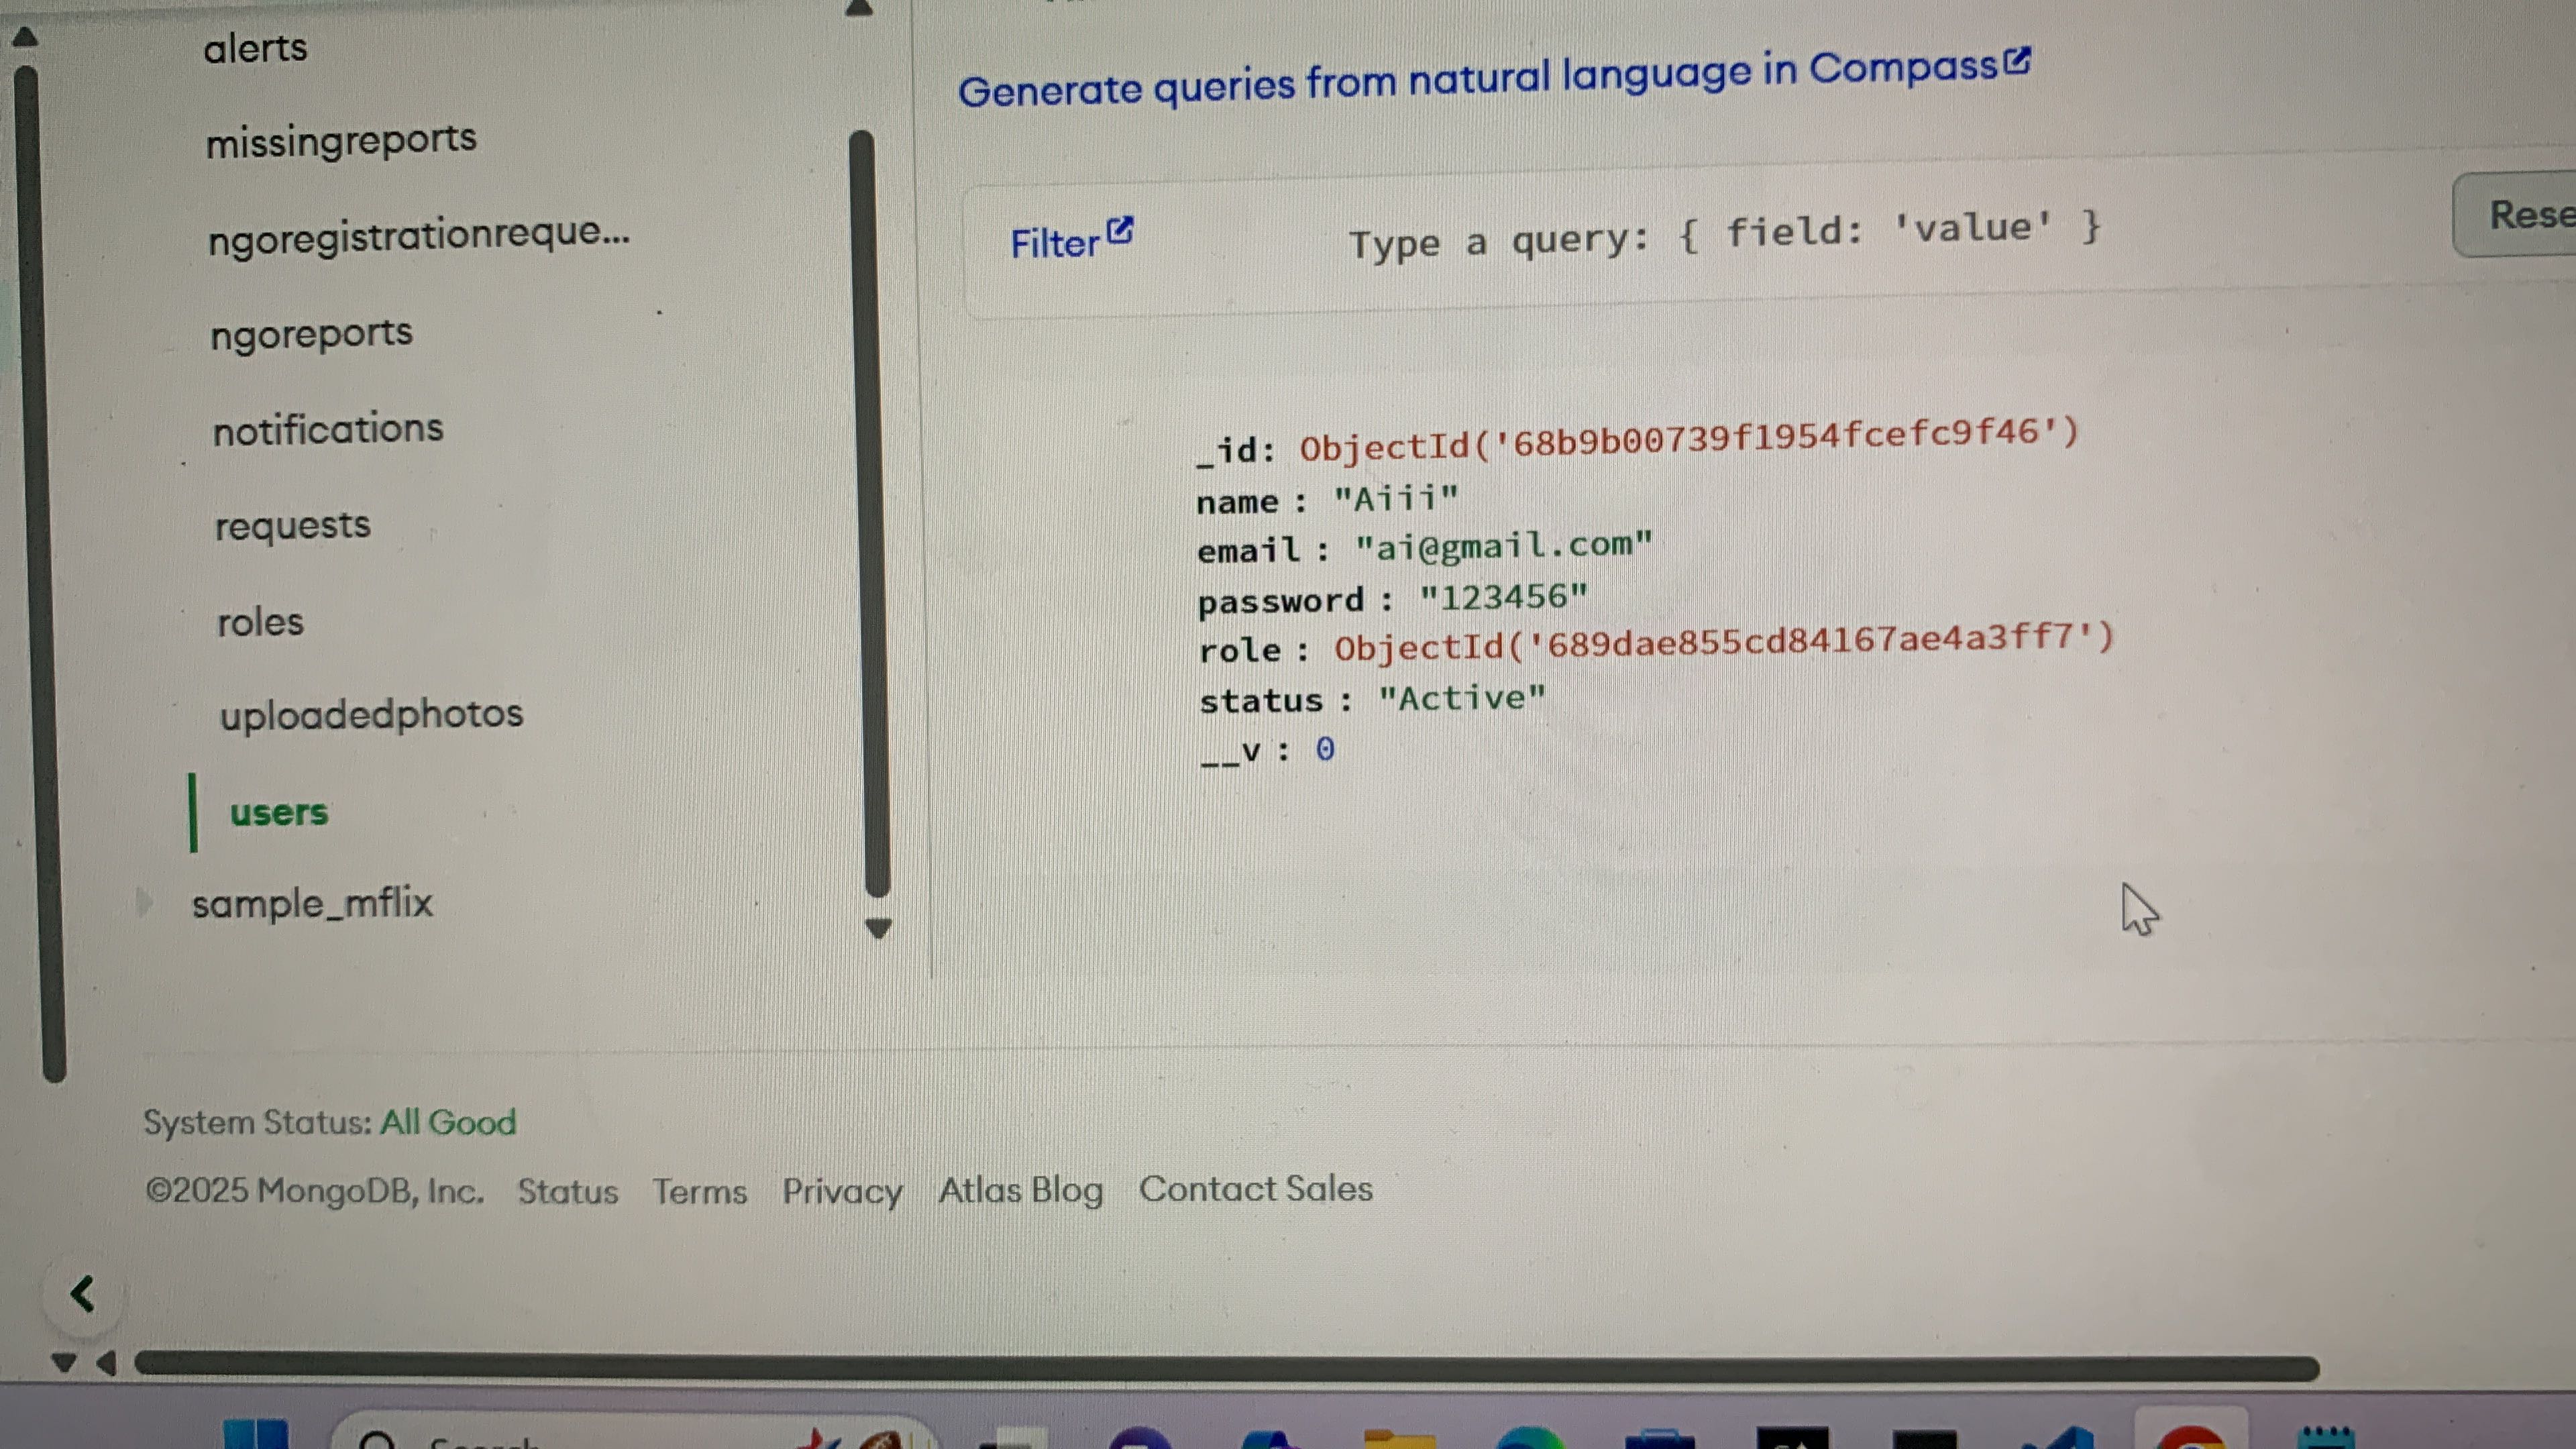 alerts
missingreports
ngoregistrationreque...
ngoreports
notifications
requests
roles
uploadedphotos
users
sample_mflix
Generate queries from natural language in Compass
Filter
Type a query: { field: 'value' }
Rese
_id: ObjectId('68b9b00739f1954fcefc9f46')
name : "Aiii"
email : "ai@gmail.com"
password : "123456"
role : ObjectId('689dae855cd84167ae4a3ff7')
status : "Active"
__v : 0
System Status: All Good
©2025 MongoDB, Inc. Status Terms Privacy Atlas Blog Contact Sales